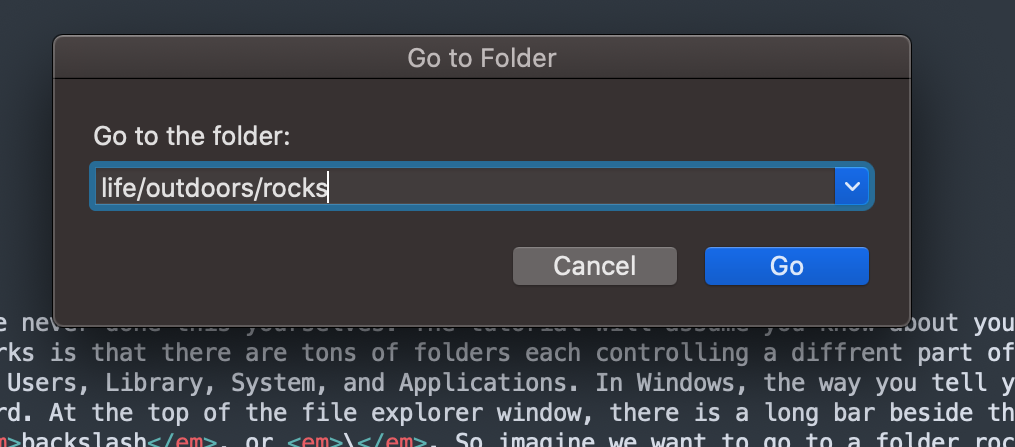 Go to Folder
Go to the folder:
life/outdoors/rocks
Cancel Go
e never done this yourselves. The tutorial will assume you know about you
rks is that there are tons of folders each controlling a diffrent part of
Users, Library, System, and Applications. In Windows, the way you tell y
rd. At the top of the file explorer window, there is a long bar beside th
m>backslash</em>, or <em>\</em>. So imagine we want to go to a folder roc